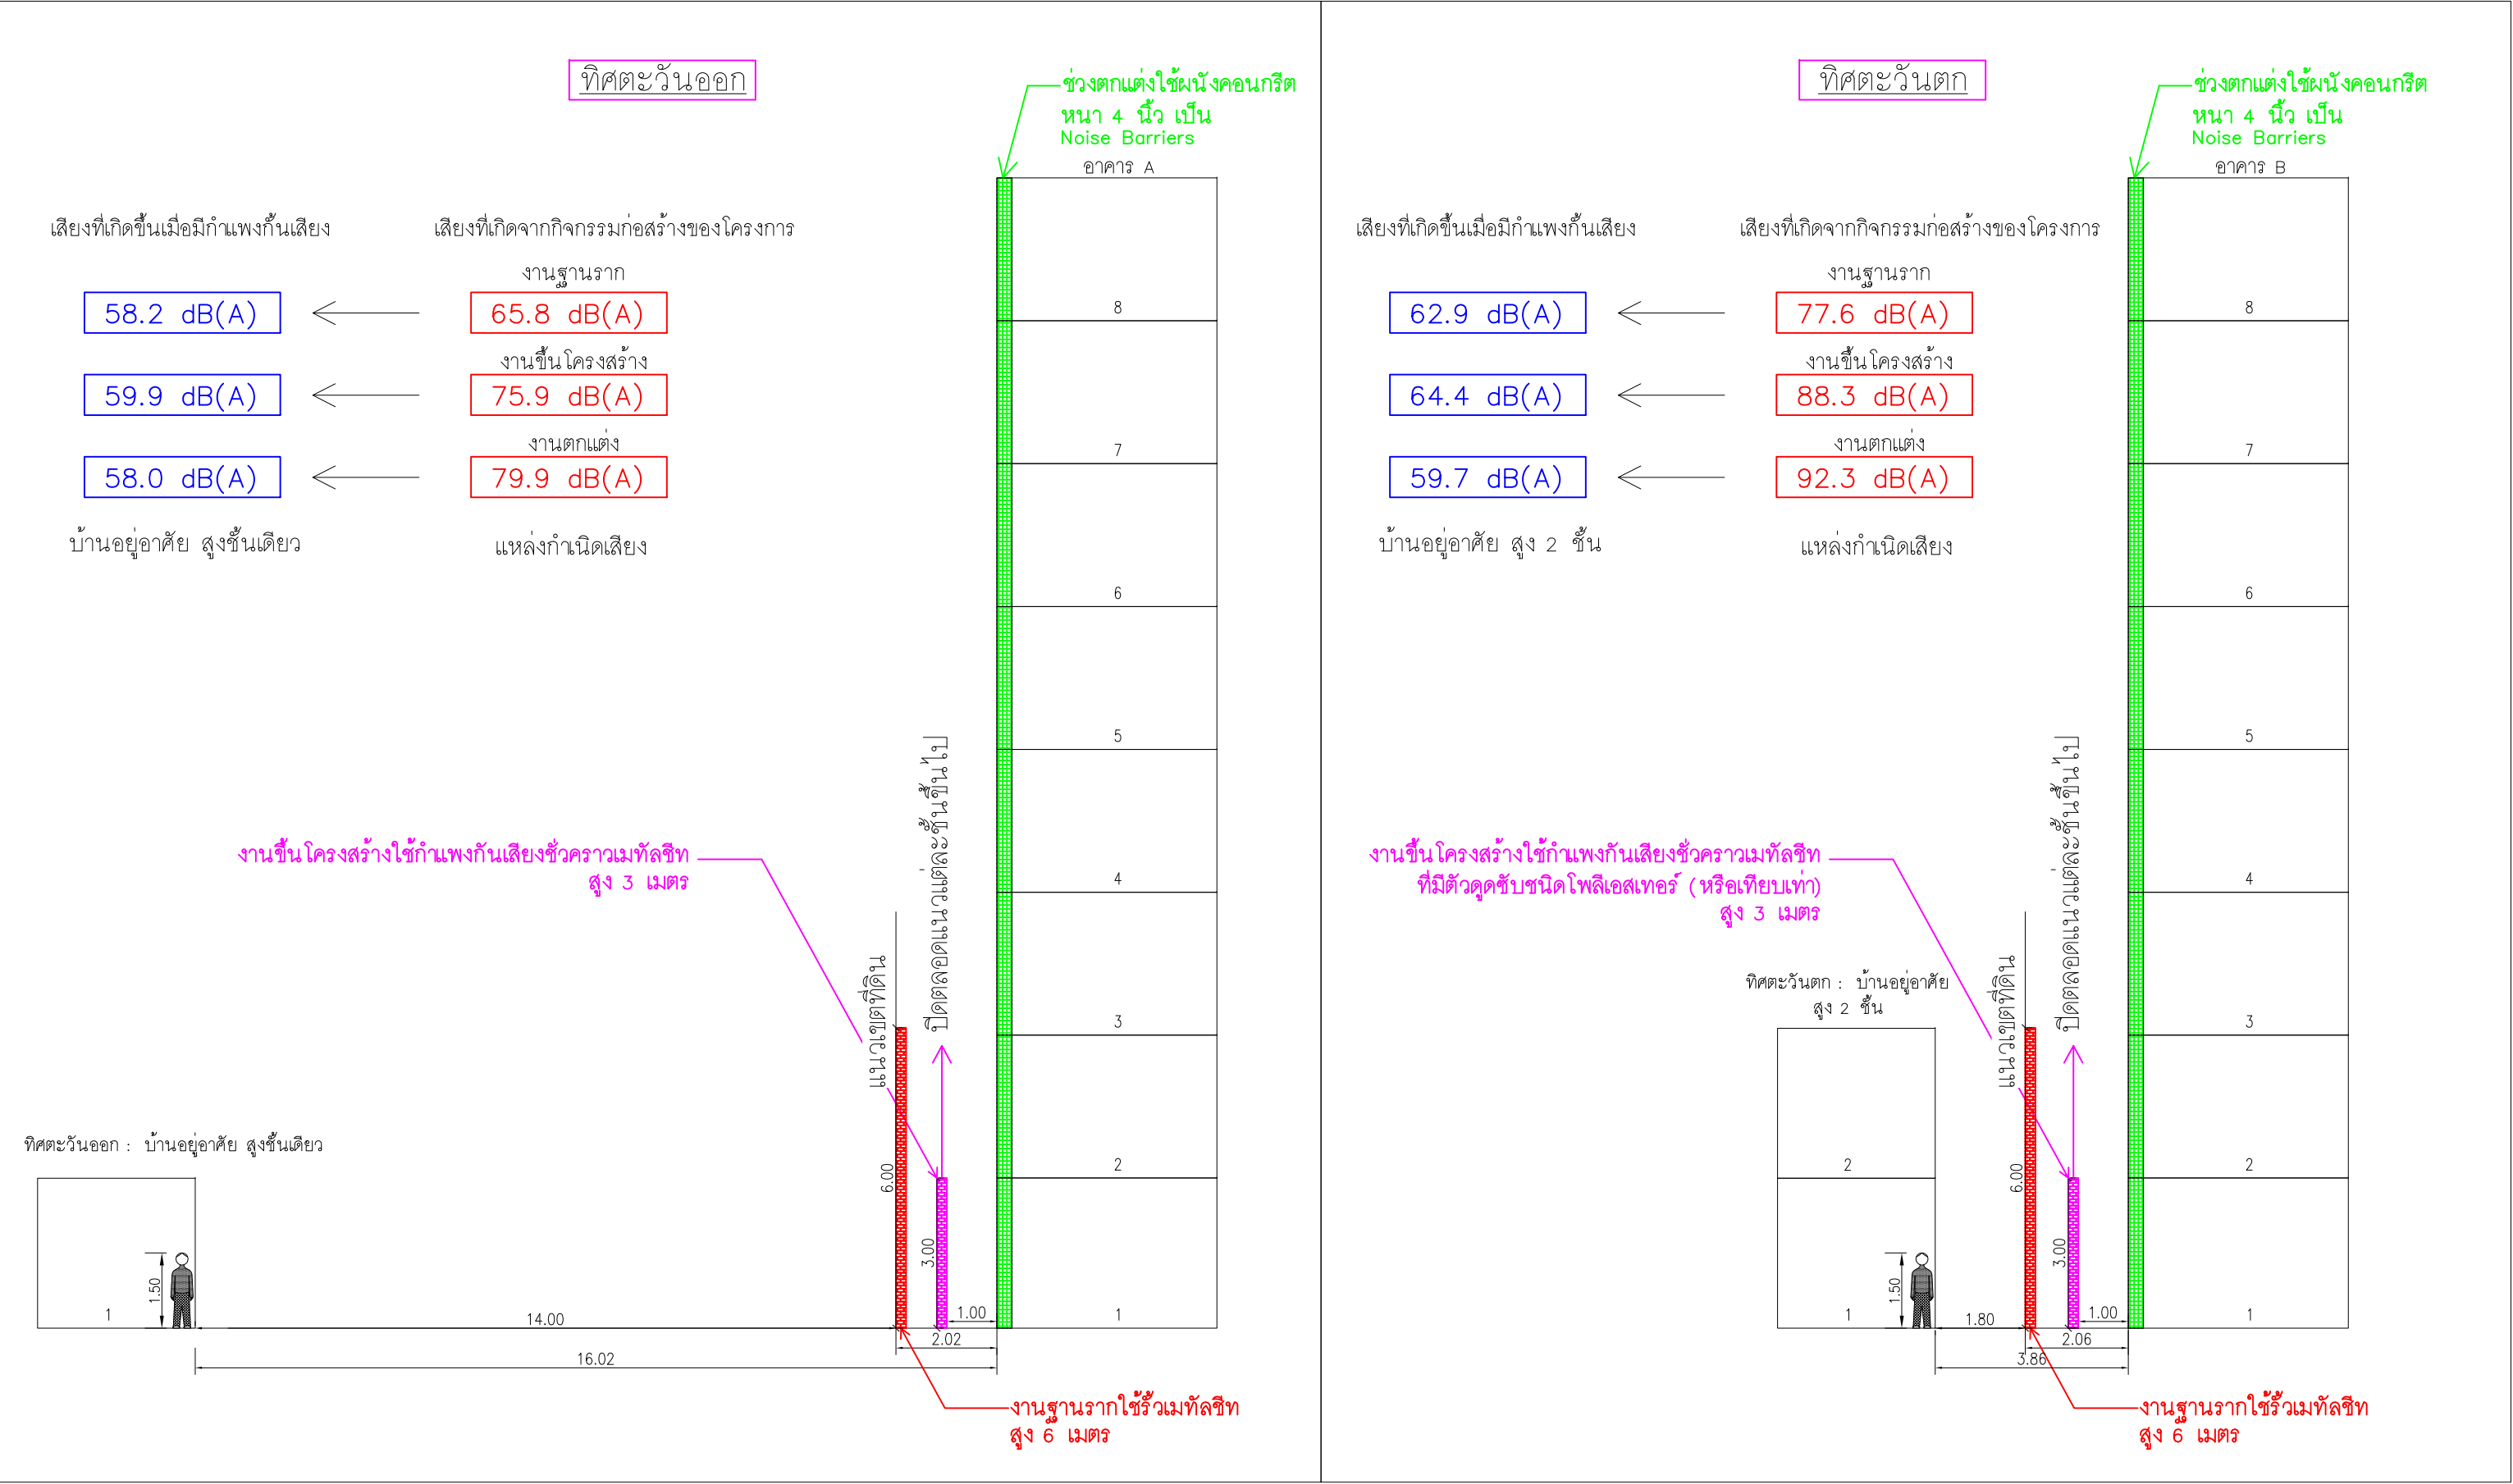 ทิศตะวันออก
ช่วงตกแต่งใช้ผนังคอนกรีต
หนา 4 นิ้ว เป็น
Noise Barriers
อาคาร A
เสียงที่เกิดขึ้นเมื่อมีกำแพงกั้นเสียง
เสียงที่เกิดจากกิจกรรมก่อสร้างของโครงการ
งานฐานราก
58.2 dB(A)
65.8 dB(A)
งานขึ้นโครงสร้าง
59.9 dB(A)
75.9 dB(A)
งานตกแต่ง
58.0 dB(A)
79.9 dB(A)
บ้านอยู่อาศัย สูงชั้นเดียว
แหล่งกำเนิดเสียง
8
7
6
5
4
3
2
1
ปิดตลอดแนวแต่ละชั้นขึ้นไป
งานขึ้นโครงสร้างใช้กำแพงกันเสียงชั่วคราวเมทัลชีท
สูง 3 เมตร
แนวเขตที่ดิน
ทิศตะวันออก : บ้านอยู่อาศัย สูงชั้นเดียว
1
1.50
6.00
3.00
14.00
1.00
2.02
16.02
งานฐานรากใช้รั้วเมทัลชีท
สูง 6 เมตร
ทิศตะวันตก
ช่วงตกแต่งใช้ผนังคอนกรีต
หนา 4 นิ้ว เป็น
Noise Barriers
อาคาร B
เสียงที่เกิดขึ้นเมื่อมีกำแพงกั้นเสียง
เสียงที่เกิดจากกิจกรรมก่อสร้างของโครงการ
งานฐานราก
62.9 dB(A)
77.6 dB(A)
งานขึ้นโครงสร้าง
64.4 dB(A)
88.3 dB(A)
งานตกแต่ง
59.7 dB(A)
92.3 dB(A)
บ้านอยู่อาศัย สูง 2 ชั้น
แหล่งกำเนิดเสียง
8
7
6
5
4
3
2
1
ปิดตลอดแนวแต่ละชั้นขึ้นไป
งานขึ้นโครงสร้างใช้กำแพงกันเสียงชั่วคราวเมทัลชีท
ที่มีตัวดูดซับชนิดโพลีเอสเทอร์ (หรือเทียบเท่า)
สูง 3 เมตร
แนวเขตที่ดิน
ทิศตะวันตก : บ้านอยู่อาศัย
สูง 2 ชั้น
2
1
1.50
6.00
3.00
1.80
1.00
2.06
3.86
งานฐานรากใช้รั้วเมทัลชีท
สูง 6 เมตร